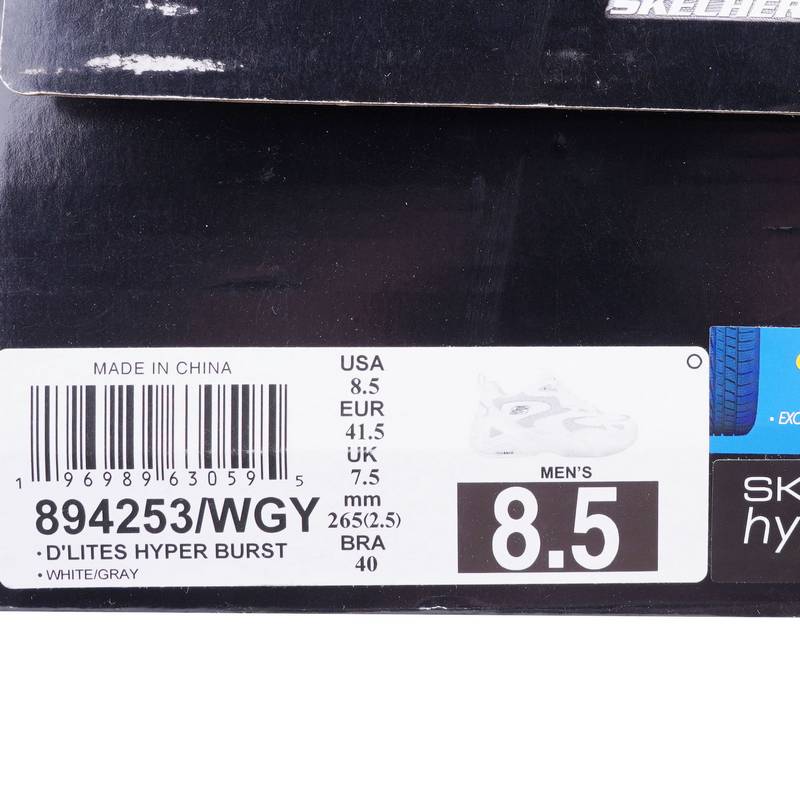 SKECHER
MADE IN CHINA
1 96989 63059 5
894253/WGY
• D'LITES HYPER BURST
• WHITE/GRAY
USA
8.5
EUR
41.5
UK
7.5
mm
265(2.5)
BRA
40
MEN'S
8.5
• EXC
SK
hy